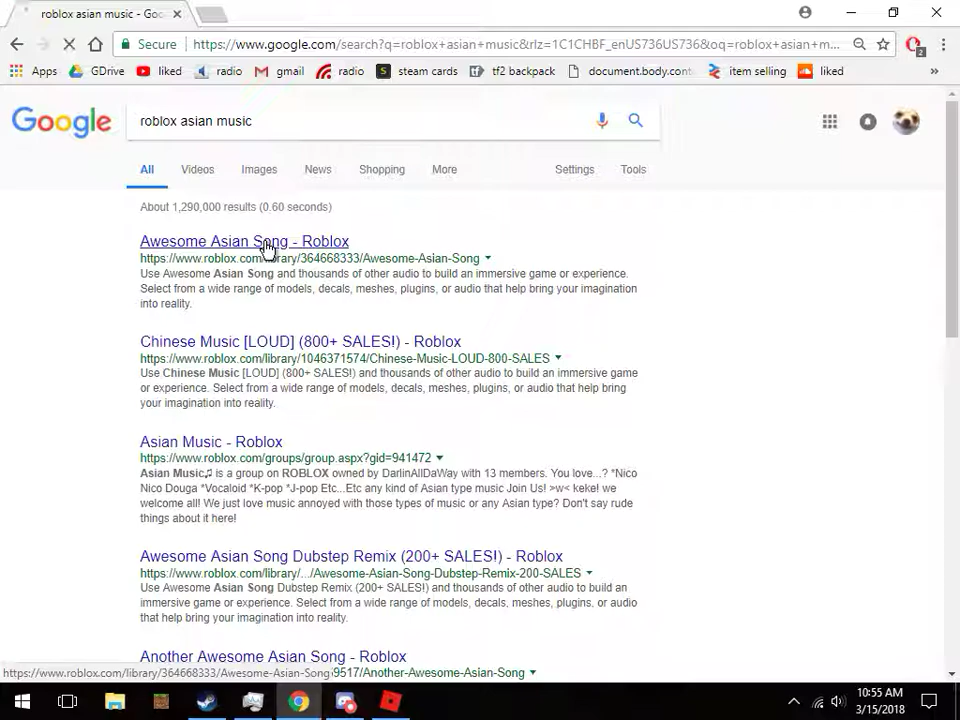 roblox asian music - Goo
Secure
https://www.google.com/search?q=roblox+asian+music&rlz=1C1CHBF_enUS736US736&oq=roblox+asian+m...
2
Apps
GDrive
liked
radio
gmail
radio
S
steam cards
tf2 backpack
document.body.cont
item selling
liked
»
Google
roblox asian music
All
Videos
Images
News
Shopping
More
Settings
Tools
About 1,290,000 results (0.60 seconds)
Awesome Asian Song - Roblox
https://www.roblox.com/library/364668333/Awesome-Asian-Song
Use Awesome Asian Song and thousands of other audio to build an immersive game or experience.
Select from a wide range of models, decals, meshes, plugins, or audio that help bring your imagination
into reality.
Chinese Music [LOUD] (800+ SALES!) - Roblox
https://www.roblox.com/library/1046371574/Chinese-Music-LOUD-800-SALES
Use Chinese Music [LOUD] (800+ SALES!) and thousands of other audio to build an immersive game
or experience. Select from a wide range of models, decals, meshes, plugins, or audio that help bring
your imagination into reality.
Asian Music - Roblox
https://www.roblox.com/groups/group.aspx?gid=941472
Asian Music♫ is a group on ROBLOX owned by DarlinAllDaWay with 13 members. You love...? *Nico
Nico Douga *Vocaloid *K-pop *J-pop Etc...Etc any kind of Asian type music Join Us! >w< keke! we
welcome all! We just love music annoyed with those types of music or any Asian type? Don't say rude
things about it here!
Awesome Asian Song Dubstep Remix (200+ SALES!) - Roblox
https://www.roblox.com/library/.../Awesome-Asian-Song-Dubstep-Remix-200-SALES
Use Awesome Asian Song Dubstep Remix (200+ SALES!) and thousands of other audio to build an
immersive game or experience. Select from a wide range of models, decals, meshes, plugins, or audio
that help bring your imagination into reality.
Another Awesome Asian Song - Roblox
https://www.roblox.com/library/364668333/Awesome-Asian-Song
9517/Another-Awesome-Asian-Song
10:55 AM
3/15/2018